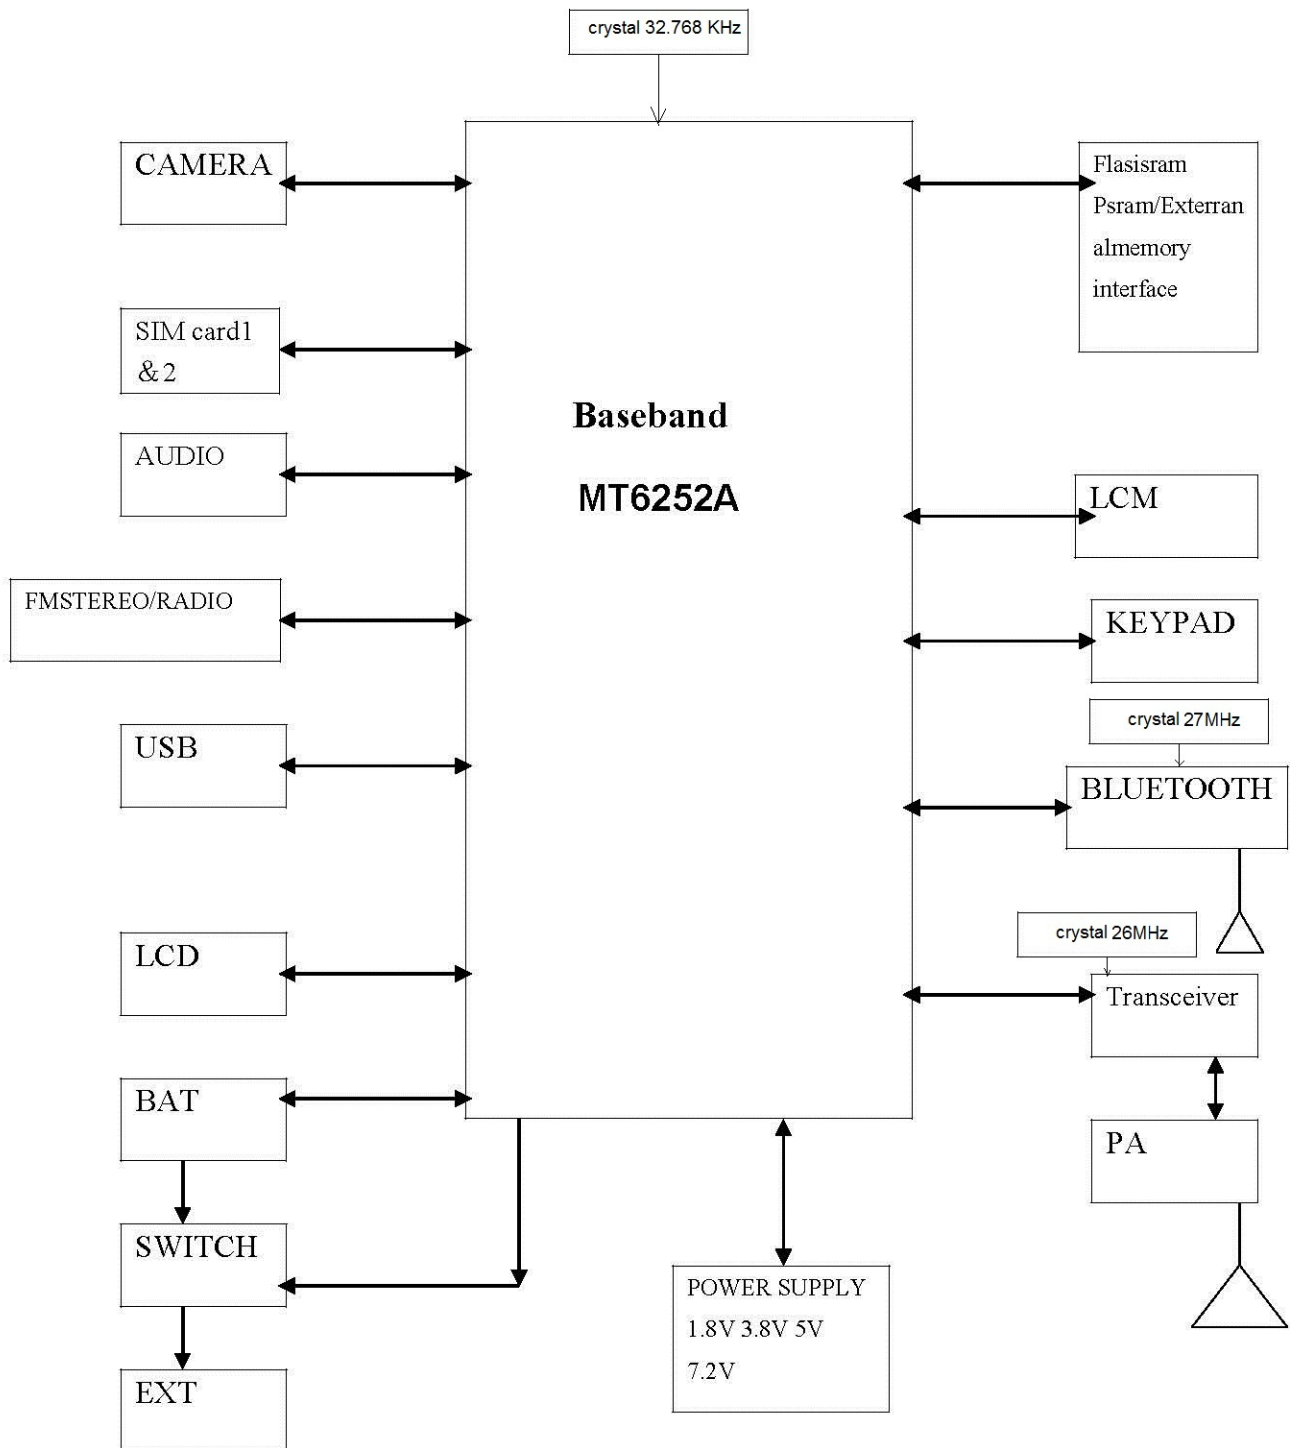 crystal 32.768 KHz
CAMERA
SIM card1
&2
AUDIO
FMSTEREO/RADIO
USB
LCD
BAT
SWITCH
EXT
Baseband
MT6252A
POWER SUPPLY
1.8V 3.8V 5V
7.2V
Flasisram
Psram/Exterran
almemory
interface
LCM
KEYPAD
crystal 27MHz
BLUETOOTH
crystal 26MHz
Transceiver
PA